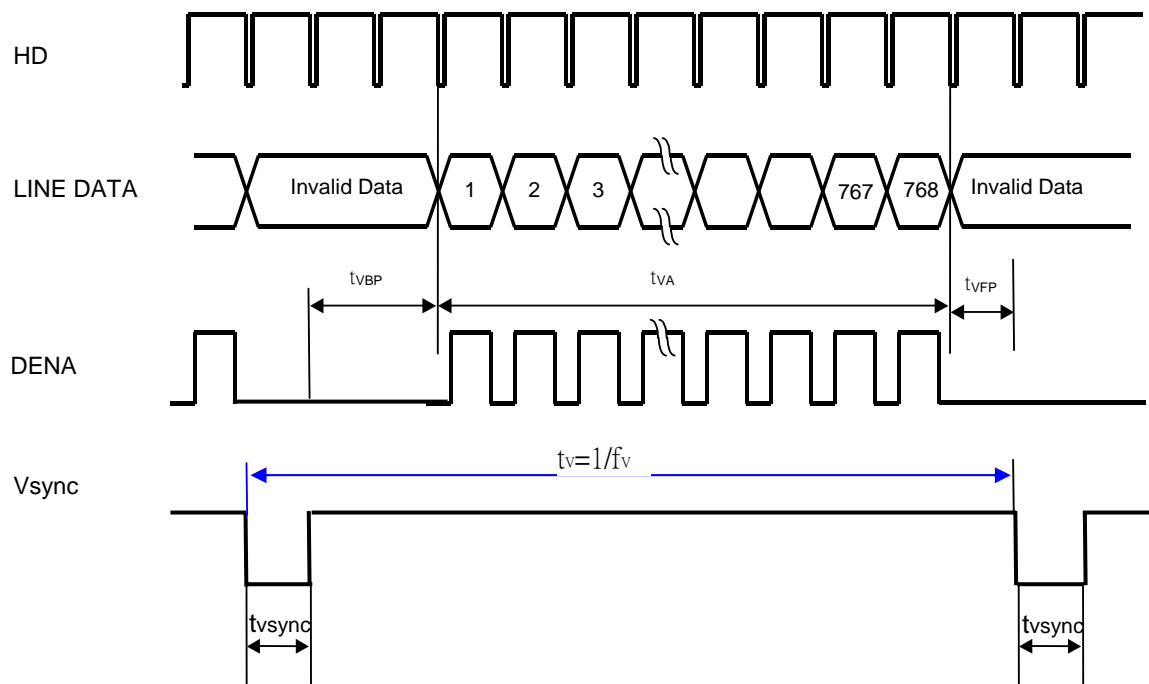 HD
LINE DATA
Invalid Data 1 2 3 767 768 Invalid Data
tVBP tVA tVFP
DENA
tv=1/fv
Vsync
tvsync tvsync